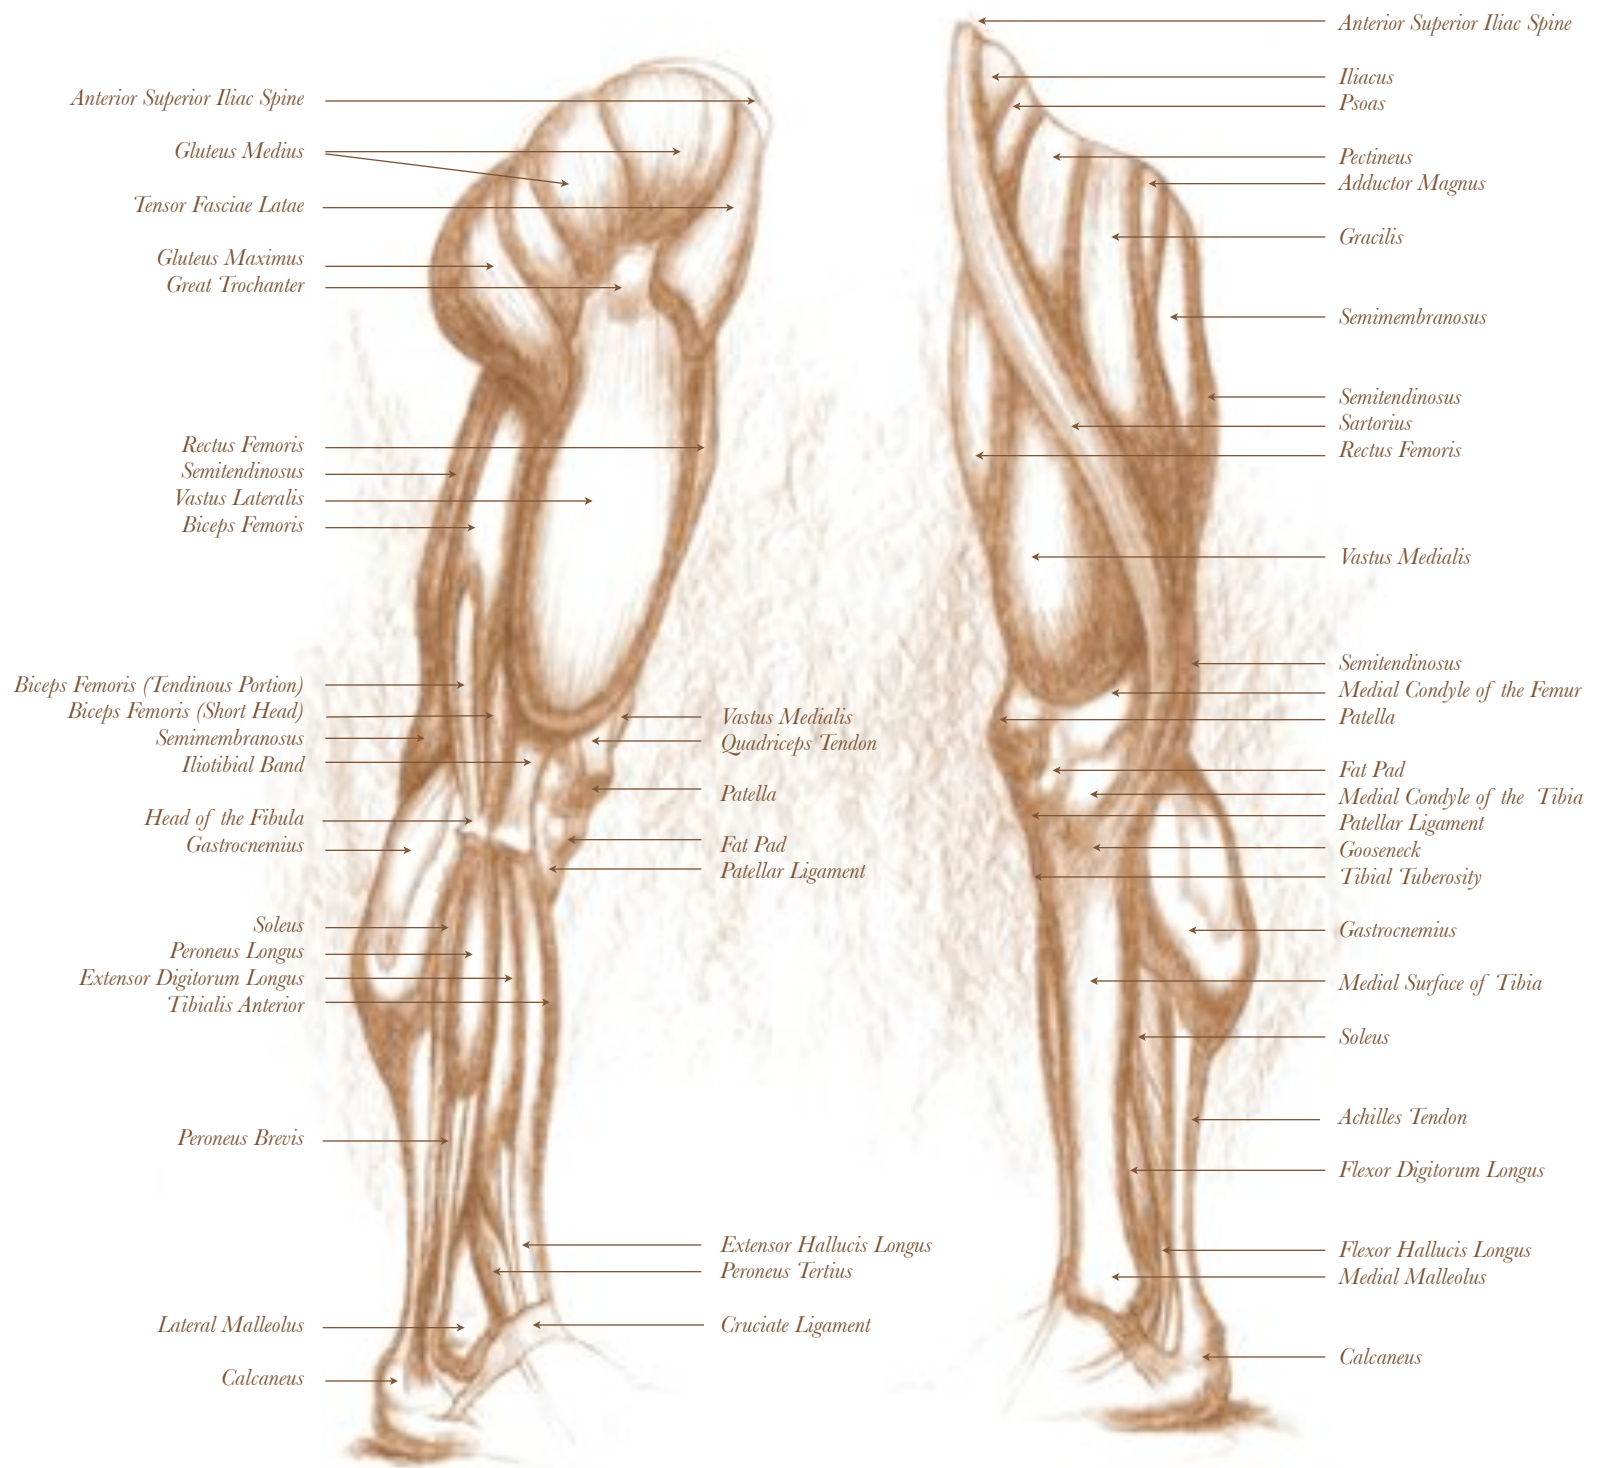 Anterior Superior Iliac Spine
Gluteus Medius
Tensor Fasciae Latae
Gluteus Maximus
Great Trochanter
Rectus Femoris
Semitendinosus
Vastus Lateralis
Biceps Femoris
Biceps Femoris (Tendinous Portion)
Biceps Femoris (Short Head)
Semimembranosus
Iliotibial Band
Head of the Fibula
Gastrocnemius
Soleus
Peroneus Longus
Extensor Digitorum Longus
Tibialis Anterior
Peroneus Brevis
Lateral Malleolus
Calcaneus
Vastus Medialis
Quadriceps Tendon
Patella
Fat Pad
Patellar Ligament
Extensor Hallucis Longus
Peroneus Tertius
Cruciate Ligament
Anterior Superior Iliac Spine
Iliacus
Psoas
Pectineus
Adductor Magnus
Gracilis
Semimembranosus
Semitendinosus
Sartorius
Rectus Femoris
Vastus Medialis
Semitendinosus
Medial Condyle of the Femur
Patella
Fat Pad
Medial Condyle of the Tibia
Patellar Ligament
Gooseneck
Tibial Tuberosity
Gastrocnemius
Medial Surface of Tibia
Soleus
Achilles Tendon
Flexor Digitorum Longus
Flexor Hallucis Longus
Medial Malleolus
Calcaneus